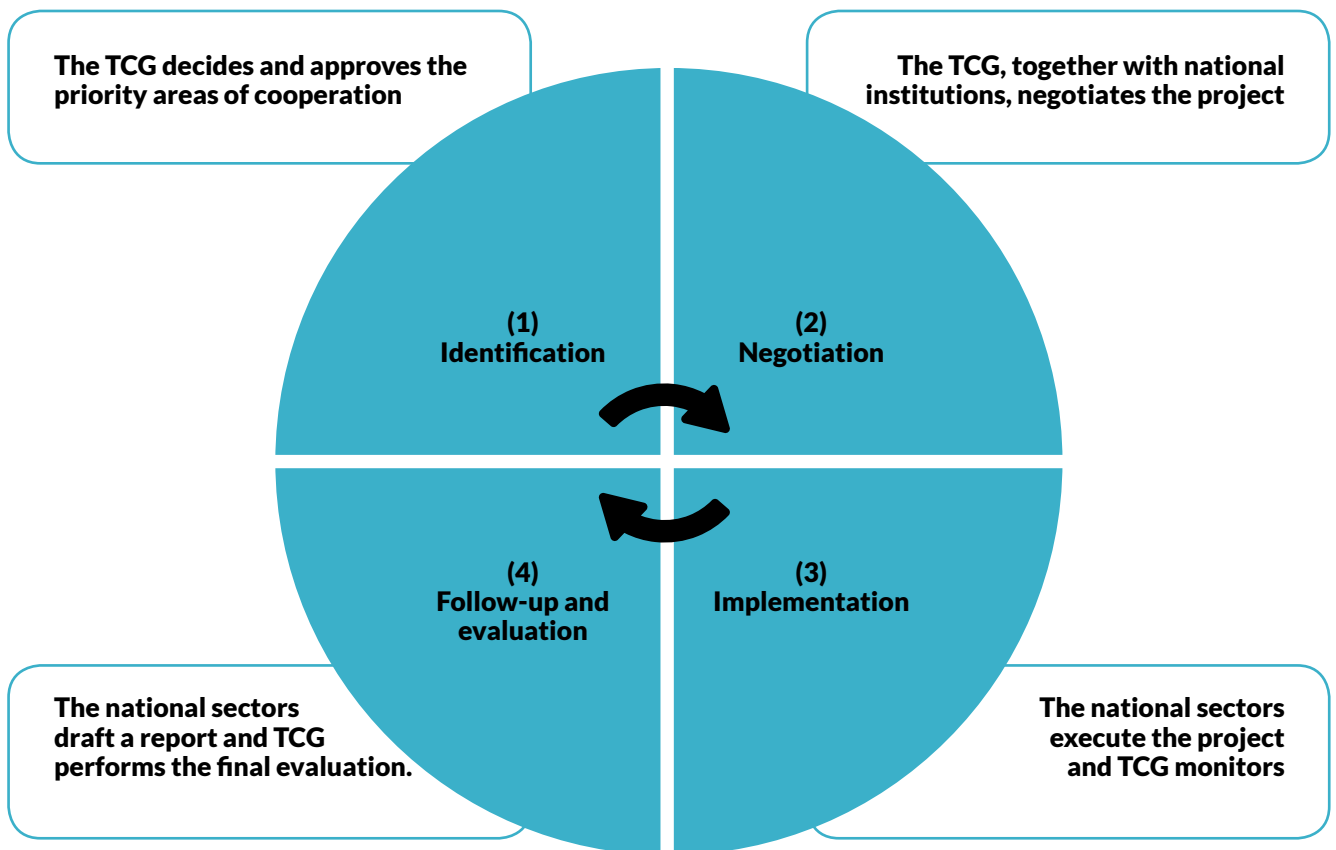 The TCG decides and approves the
priority areas of cooperation
The TCG, together with national
institutions, negotiates the project
(1)
Identification
(2)
Negotiation
(4)
Follow-up and
evaluation
(3)
Implementation
The national sectors
draft a report and TCG
performs the final evaluation.
The national sectors
execute the project
and TCG monitors